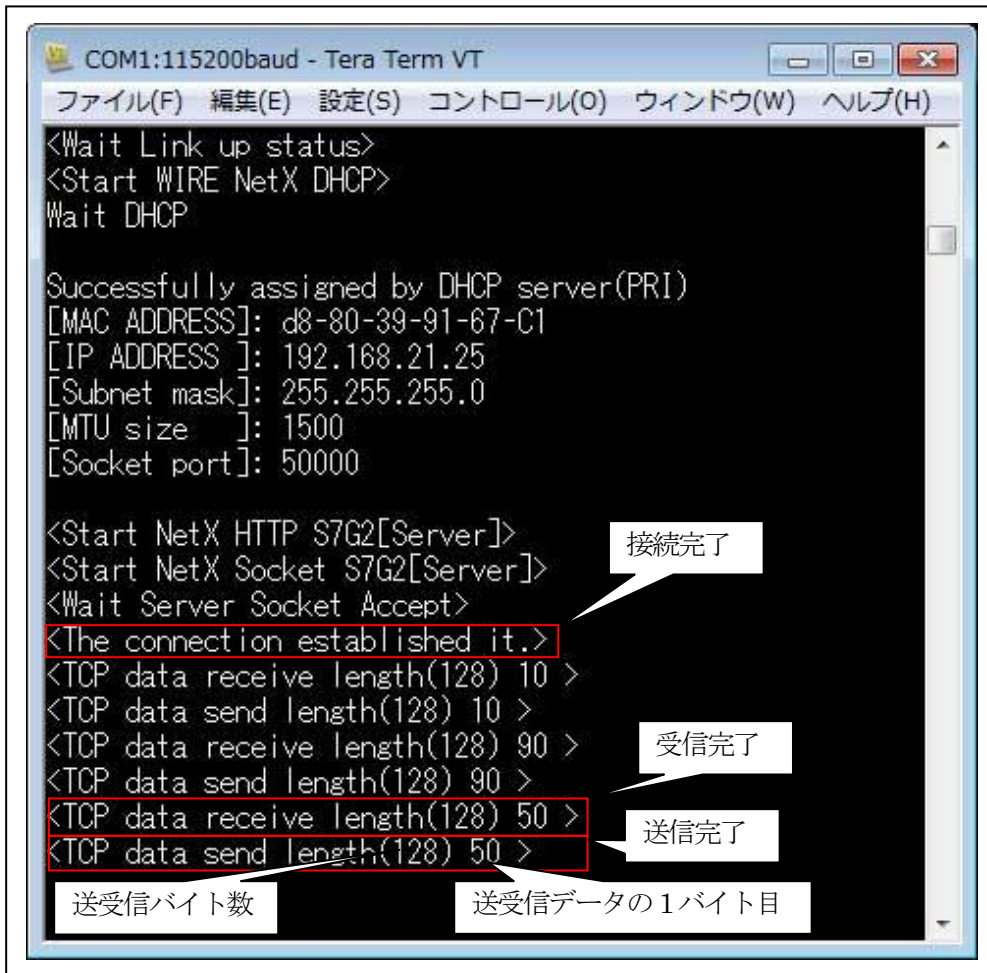 COM1:115200baud - Tera Term VT
ファイル(F) 編集(E) 設定(S) コントロール(O) ウィンドウ(W) ヘルプ(H)
<Wait Link up status>
<Start WIRE NetX DHCP>
Wait DHCP
Successfully assigned by DHCP server(PRI)
[MAC ADDRESS]: d8-80-39-91-67-C1
[IP ADDRESS ]: 192.168.21.25
[Subnet mask]: 255.255.255.0
[MTU size   ]: 1500
[Socket port]: 50000
<Start NetX HTTP S7G2[Server]>
接続完了
<Start NetX Socket S7G2[Server]>
<Wait Server Socket Accept>
<The connection established it.>
<TCP data receive length(128) 10 >
<TCP data send length(128) 10 >
<TCP data receive length(128) 90 >
受信完了
<TCP data send length(128) 90 >
<TCP data receive length(128) 50 >
送信完了
<TCP data send length(128) 50 >
送受信バイト数
送受信データの１バイト目